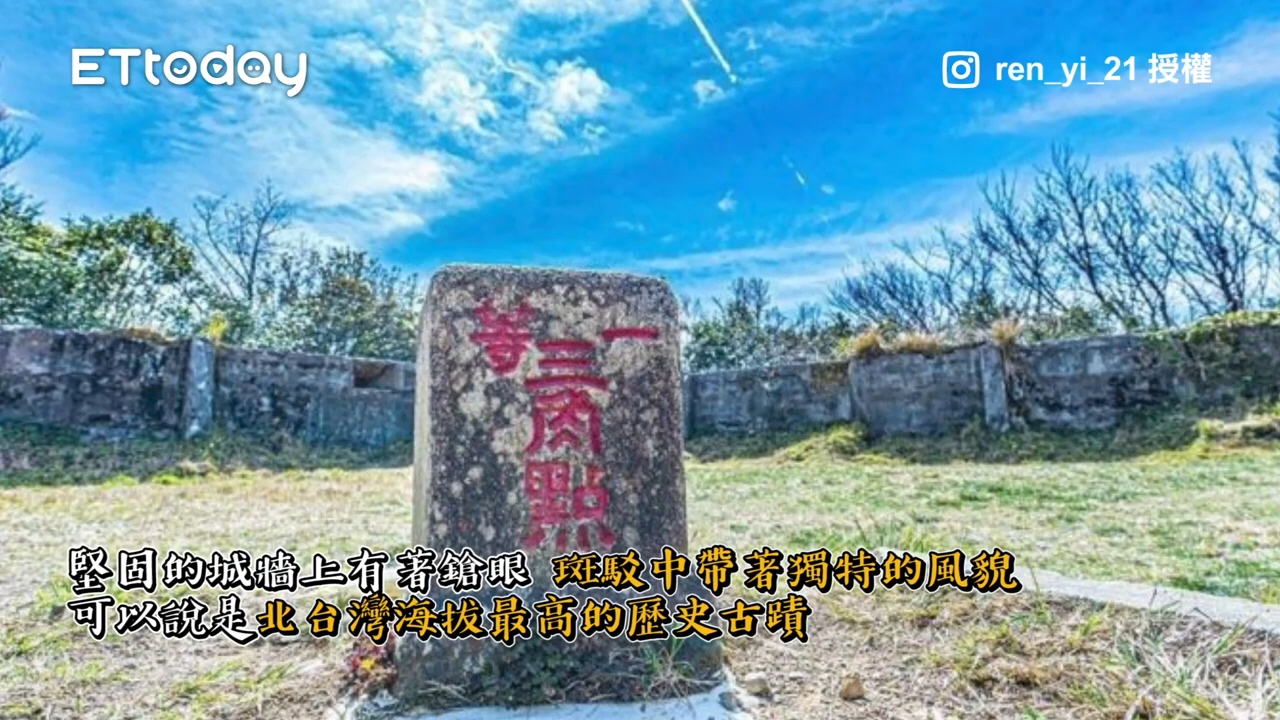 ETtoday
ren_yi_21 授權
一等
三角點
堅固的城牆上有著鎗眼 斑駁中帶著獨特的風貌
可以說是北台灣海拔最高的歷史古蹟